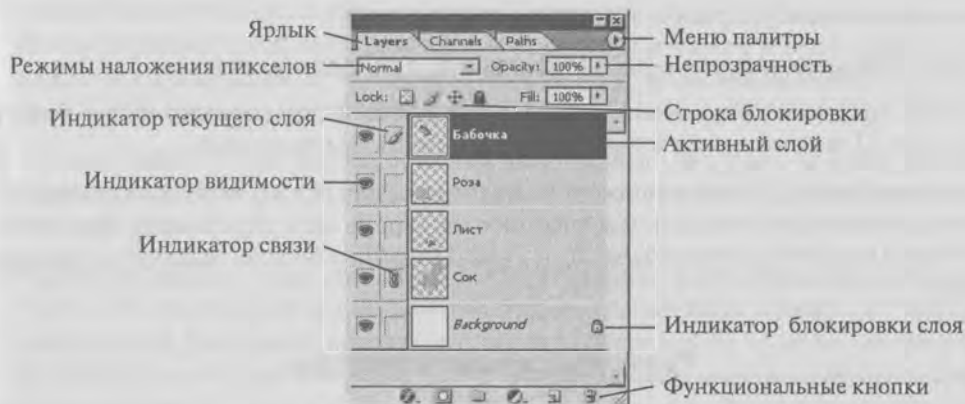 Ярлык
Layers Channels Paths
Меню палитры
Режимы наложения пикселов
Normal Opacity: 100%
Непрозрачность
Lock: Fill: 100%
Строка блокировки
Индикатор текущего слоя
Бабочка
Активный слой
Индикатор видимости
Роза
Лист
Индикатор связи
Сок
Background
Индикатор блокировки слоя
Функциональные кнопки